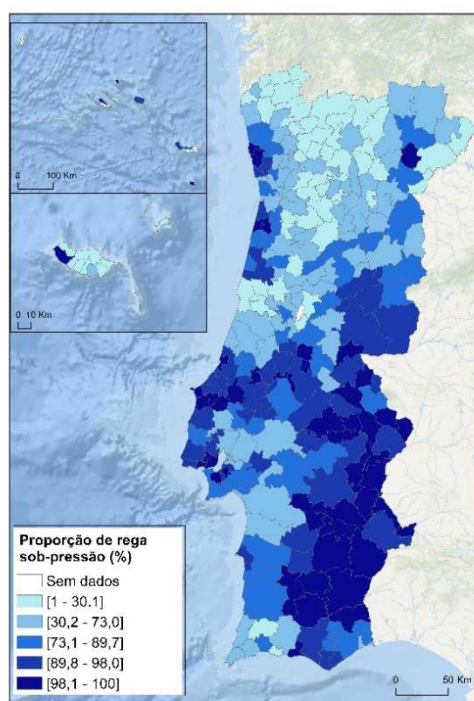 0 100 Km
0 10 Km
Proporção de rega
sob-pressão (%)
Sem dados
[1 - 30.1]
[30,2 - 73,0]
[73,1 - 89,7]
[89,8 - 98,0]
[98,1 - 100]
0 50 Km